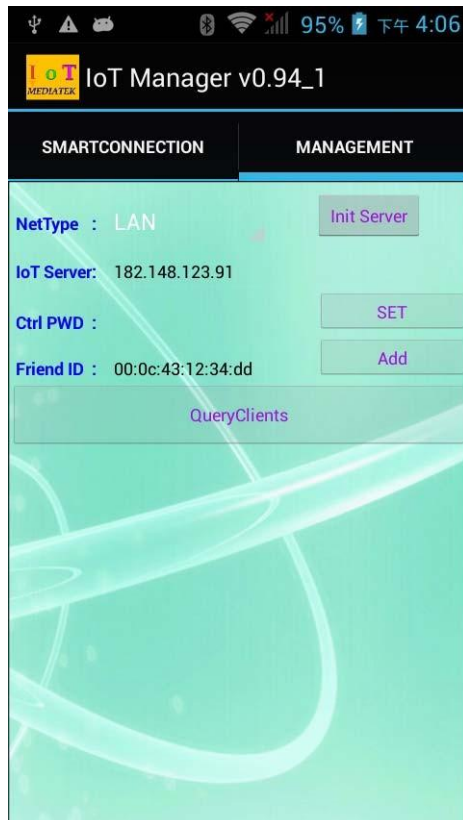 95% 下午 4:06
I o T
MEDIATEK
IoT Manager v0.94_1
SMARTCONNECTION MANAGEMENT
NetType : LAN Init Server
IoT Server: 182.148.123.91
Ctrl PWD : SET
Friend ID : 00:0c:43:12:34:dd Add
QueryClients